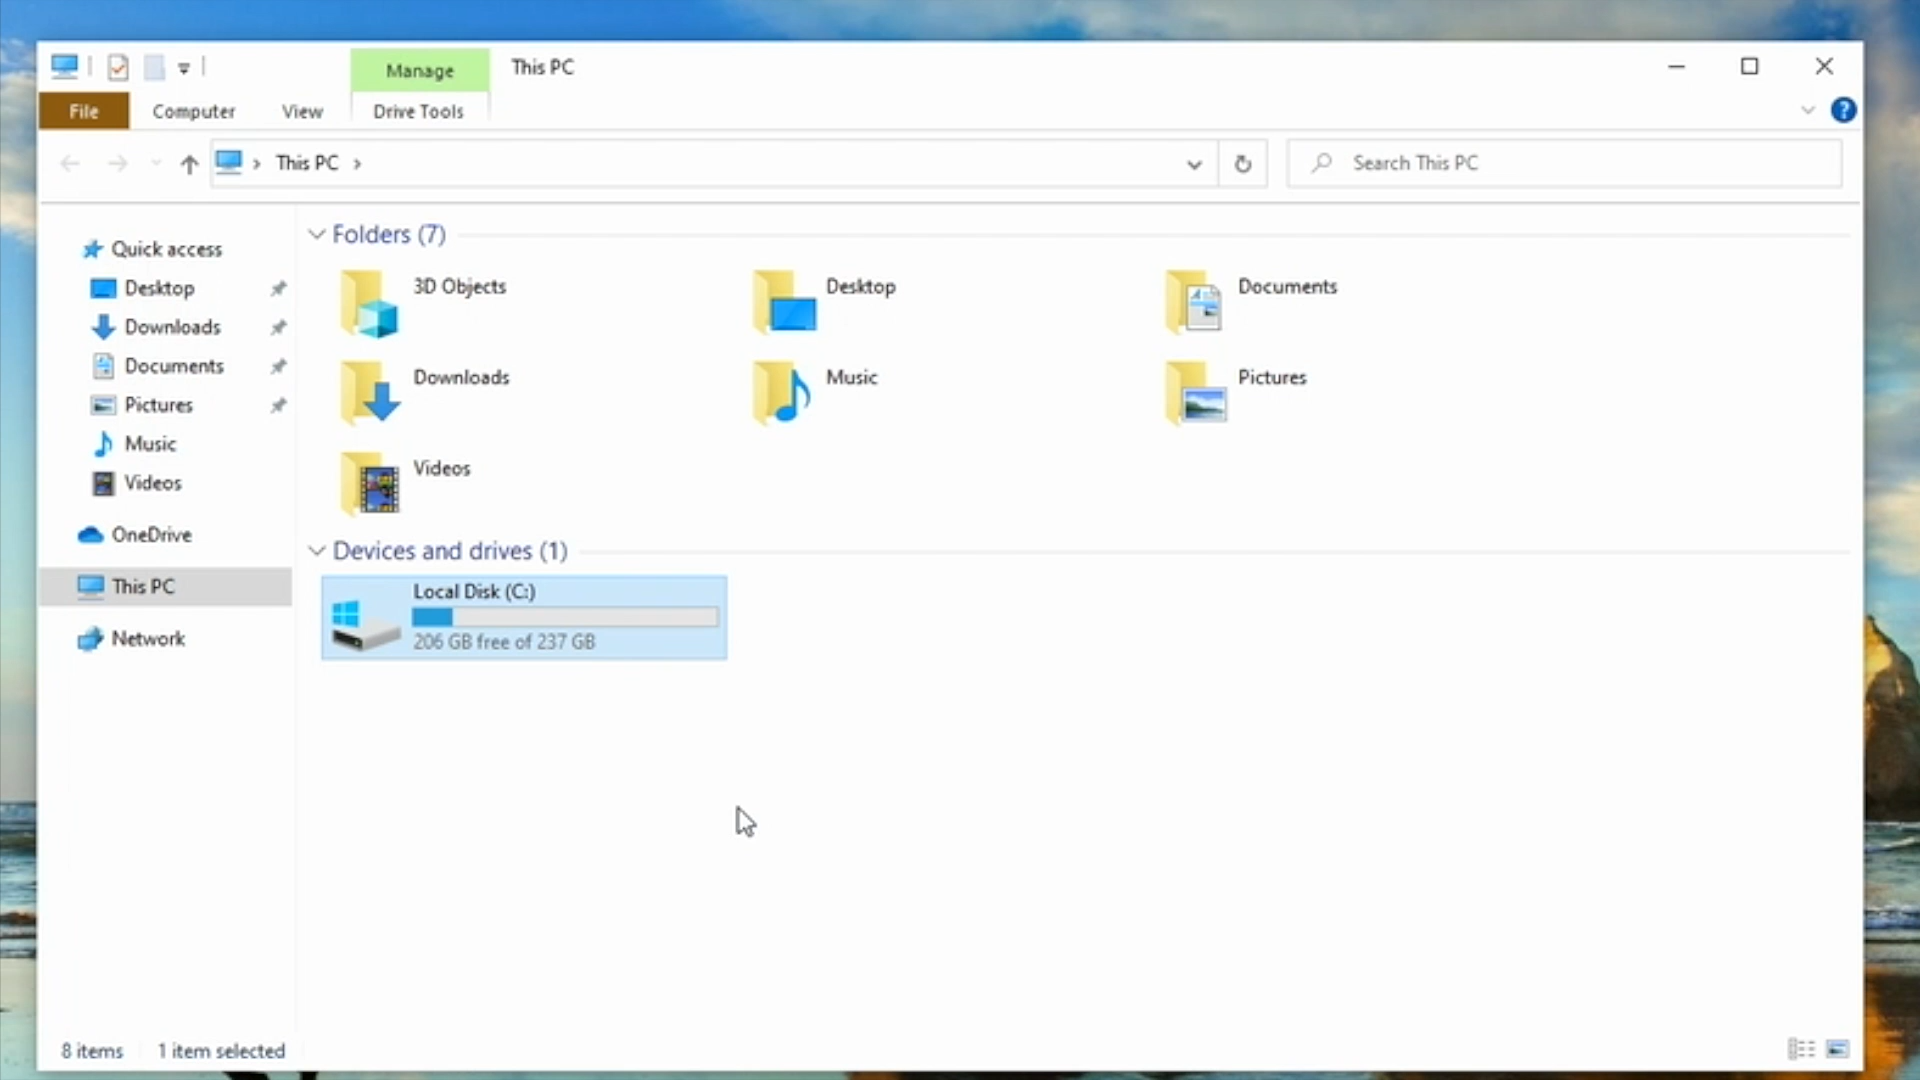 Manage
This PC
File
Computer
View
Drive Tools
?
This PC
Search This PC
Quick access
Desktop
Downloads
Documents
Pictures
Music
Videos
OneDrive
This PC
Network
Folders (7)
3D Objects
Desktop
Documents
Downloads
Music
Pictures
Videos
Devices and drives (1)
Local Disk (C:)
206 GB free of 237 GB
8 items
1 item selected